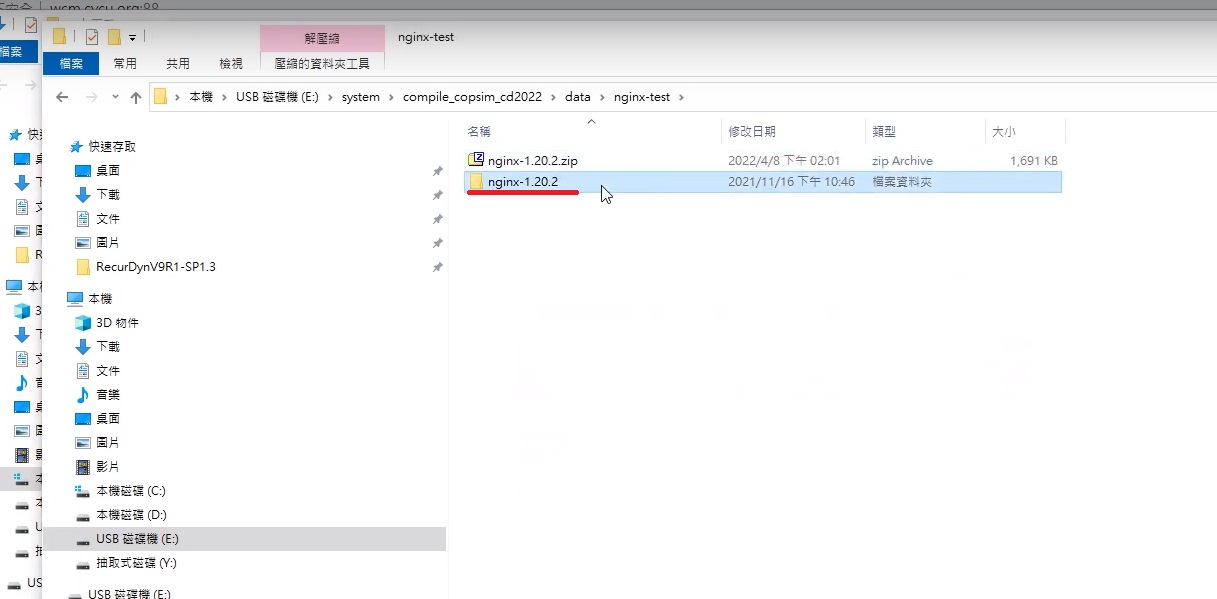 wcm.cycu.org:88
nginx-test
解壓縮
檔案
檔案 常用 共用 檢視 壓縮的資料夾工具
本機 › USB 磁碟機 (E:) › system › compile_copsim_cd2022 › data › nginx-test ›
名稱 修改日期 類型 大小
nginx-1.20.2.zip 2022/4/8 下午 02:01 zip Archive 1,691 KB
nginx-1.20.2 2021/11/16 下午 10:46 檔案資料夾
快速存取
桌面
下載
文件
圖片
RecurDynV9R1-SP1.3
本機
3D 物件
下載
文件
音樂
桌面
圖片
影片
本機磁碟 (C:)
本機磁碟 (D:)
USB 磁碟機 (E:)
抽取式磁碟 (Y:)
USB 磁碟機 (E:)